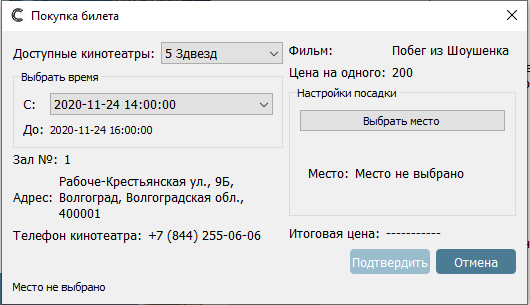 Покупка билета
Доступные кинотеатры: 5 Здвезд
Выбрать время
С: 2020-11-24 14:00:00
До: 2020-11-24 16:00:00
Зал №: 1
Адрес: Рабоче-Крестьянская ул., 9Б,
Волгоград, Волгоградская обл.,
400001
Телефон кинотеатра: +7 (844) 255-06-06
Фильм: Побег из Шоушенка
Цена на одного: 200
Настройки посадки
Выбрать место
Место: Место не выбрано
Итоговая цена: -----------
Подтвердить Отмена
Место не выбрано